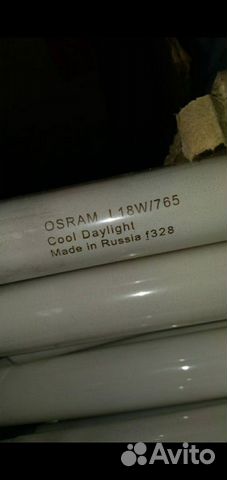 OSRAM L18W/765
Cool Daylight
Made in Russia f328
Avito